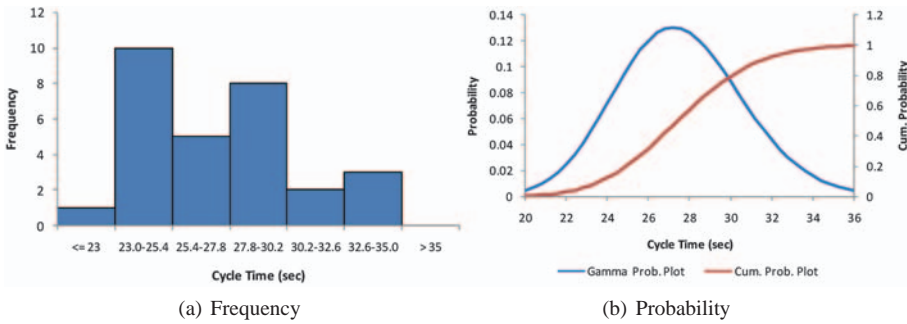 12
10
8
6
4
2
0
Frequency
<= 23 23.0-25.4 25.4-27.8 27.8-30.2 30.2-32.6 32.6-35.0 > 35
Cycle Time (sec)
(a) Frequency
0.14
0.12
0.1
0.08
0.06
0.04
0.02
0
Probability
1.2
1
0.8
0.6
0.4
0.2
0
Cum. Probability
20 22 24 26 28 30 32 34 36
Cycle Time (sec)
Gamma Prob. Plot Cum. Prob. Plot
(b) Probability